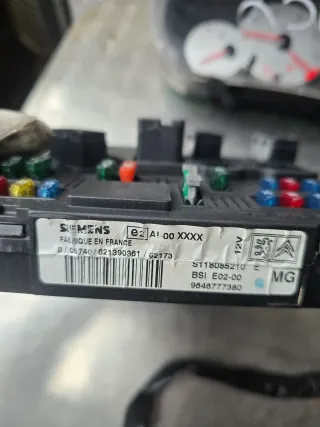 SIEMENS e2 AI-00 XXXX
FABRIQUE EN FRANCE
12V
S118085210 E
BSI E02-00
9646777380
MG